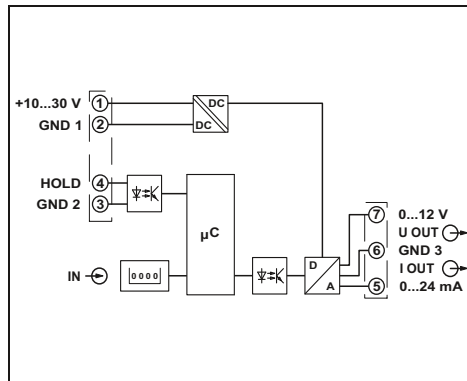 +10...30 V 1
GND 1 2
DC
DC
HOLD 4
GND 2 3
µC
IN
0000
D
A
7 0...12 V
U OUT
6 GND 3
I OUT
5 0...24 mA